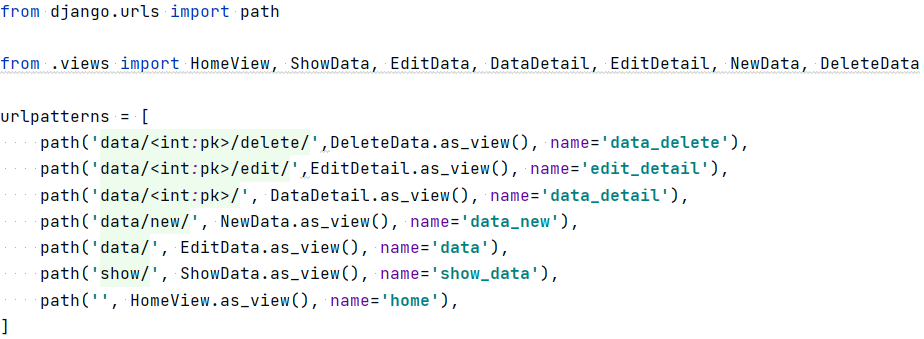 from django.urls import path

from .views import HomeView, ShowData, EditData, DataDetail, EditDetail, NewData, DeleteData

urlpatterns = [
    path('data/<int:pk>/delete/',DeleteData.as_view(), name='data_delete'),
    path('data/<int:pk>/edit/',EditDetail.as_view(), name='edit_detail'),
    path('data/<int:pk>/', DataDetail.as_view(), name='data_detail'),
    path('data/new/', NewData.as_view(), name='data_new'),
    path('data/', EditData.as_view(), name='data'),
    path('show/', ShowData.as_view(), name='show_data'),
    path('', HomeView.as_view(), name='home'),
]